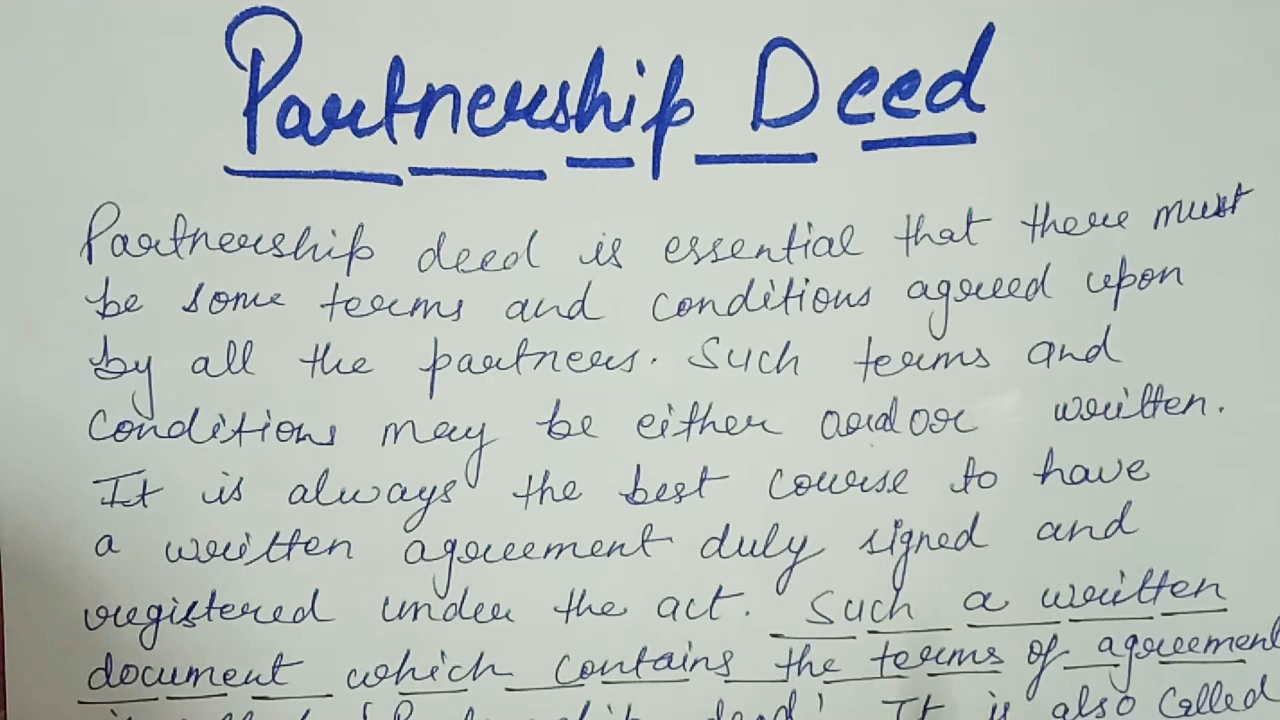 Partnership Deed
Partnership deed is essential that there must
be some terms and conditions agreed upon
by all the partners. Such terms and
conditions may be either written.
It is always the best course to have
a written agreement duly signed and
registered under the act. Such a written
document which contains the terms of agreement
deed' It is also called